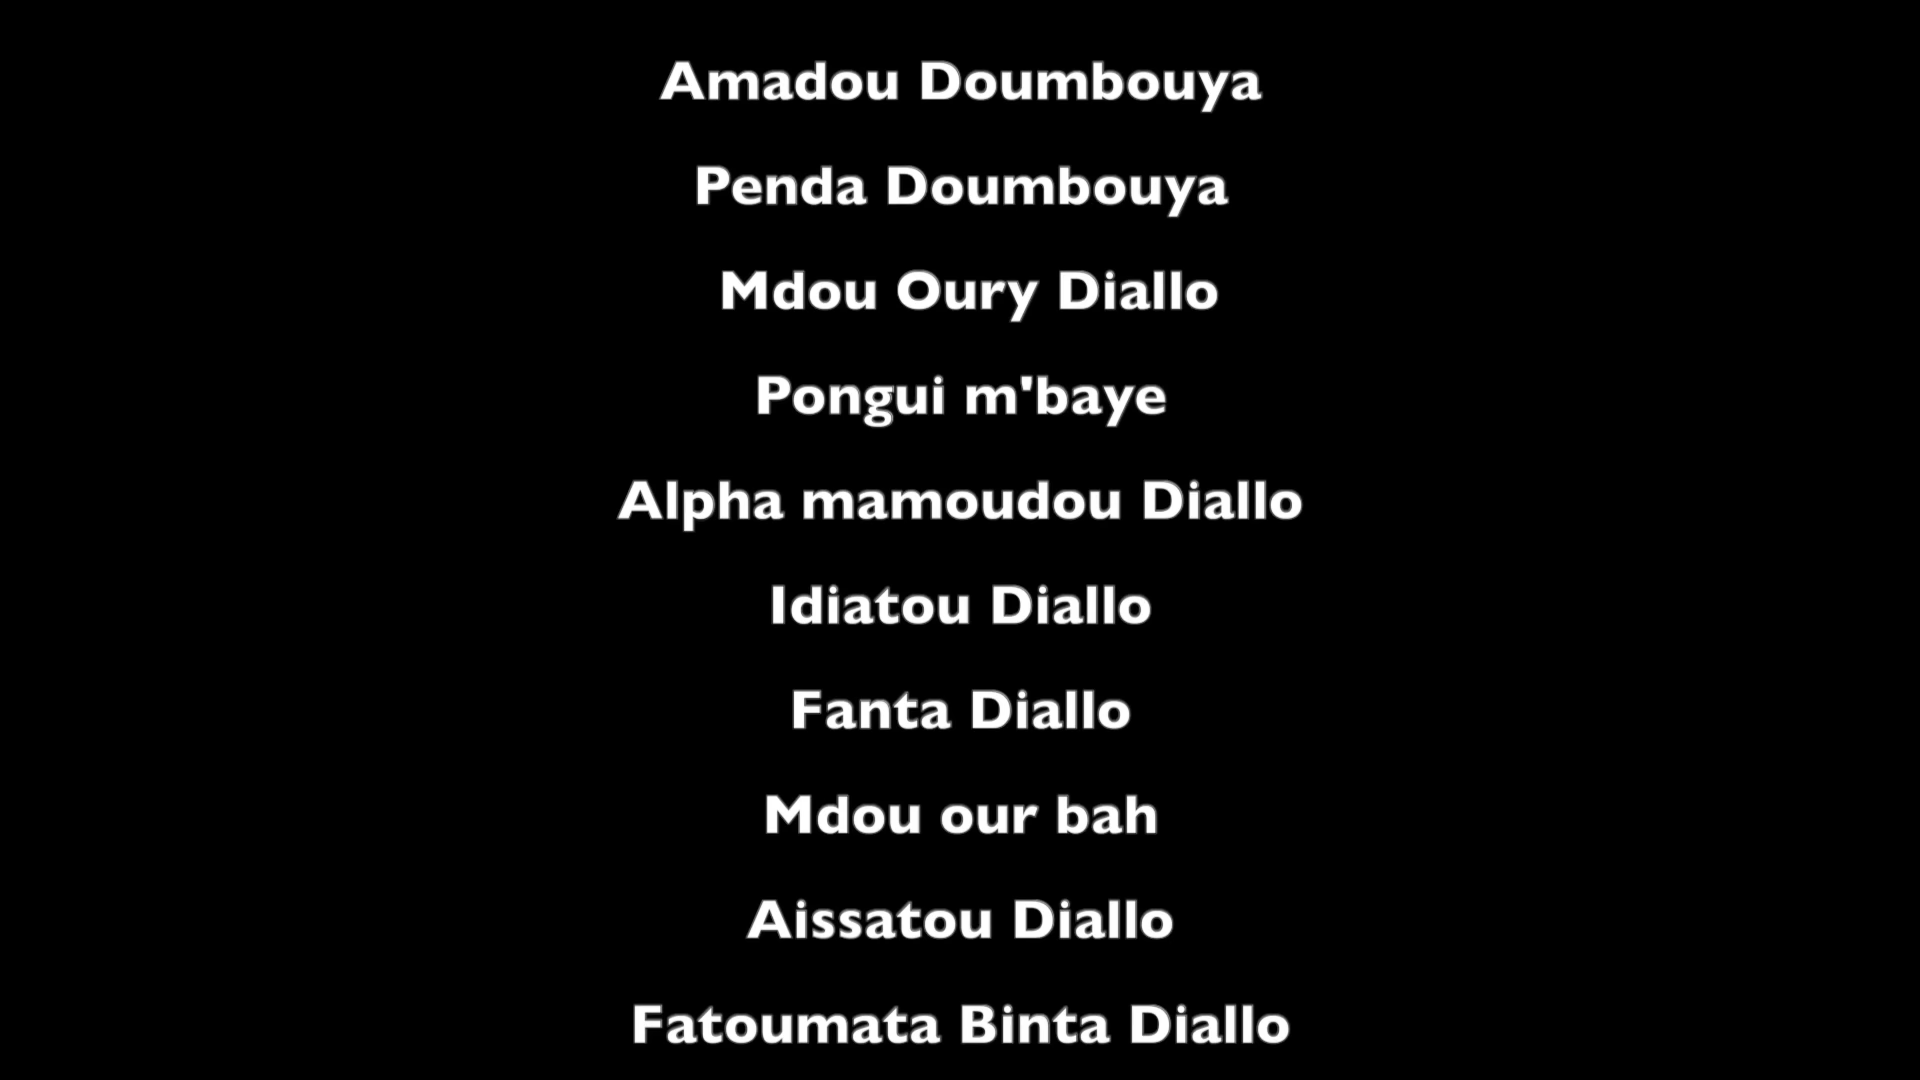 Amadou Doumbouya
Penda Doumbouya
Mdou Oury Diallo
Pongui m'baye
Alpha mamoudou Diallo
Idiatou Diallo
Fanta Diallo
Mdou our bah
Aissatou Diallo
Fatoumata Binta Diallo